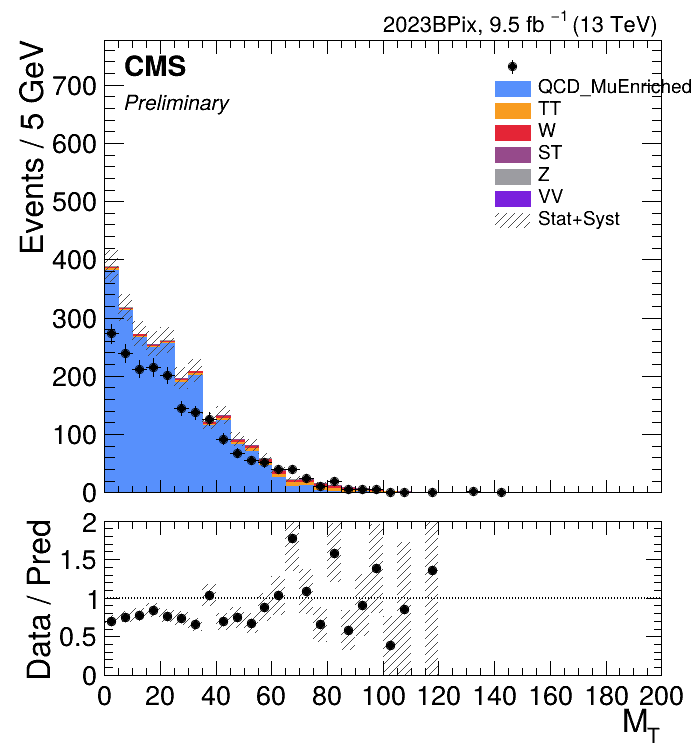 2023BPix, 9.5 fb⁻¹ (13 TeV)
CMS
Preliminary
QCD_MuEnriched
TT
W
ST
Z
VV
Stat+Syst
Events / 5 GeV
700
600
500
400
300
200
100
0
Data / Pred
2
1.5
1
0.5
0
0 20 40 60 80 100 120 140 160 180 200
M_T